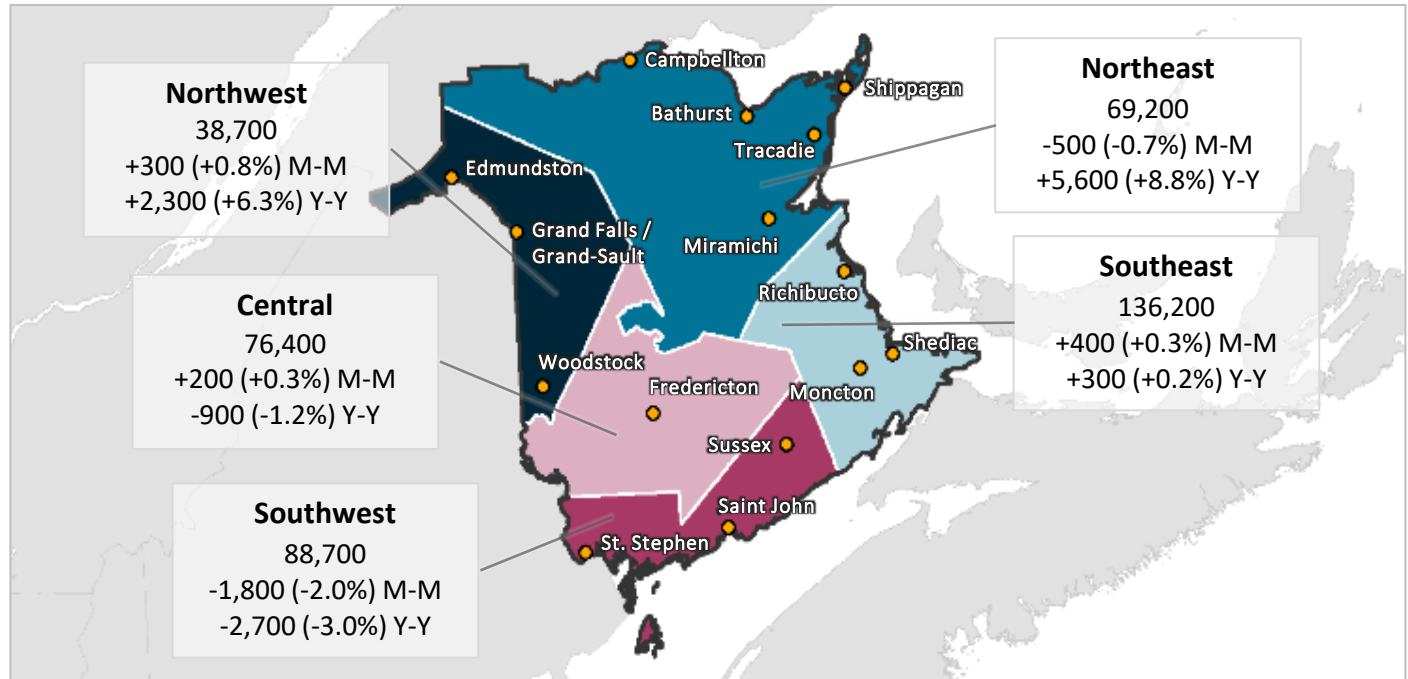 Northwest
38,700
+300 (+0.8%) M-M
+2,300 (+6.3%) Y-Y
Central
76,400
+200 (+0.3%) M-M
-900 (-1.2%) Y-Y
Southwest
88,700
-1,800 (-2.0%) M-M
-2,700 (-3.0%) Y-Y
Northeast
69,200
-500 (-0.7%) M-M
+5,600 (+8.8%) Y-Y
Southeast
136,200
+400 (+0.3%) M-M
+300 (+0.2%) Y-Y
Campbellton
Shippagan
Bathurst
Tracadie
Edmundston
Grand Falls /
Grand-Sault
Miramichi
Richibucto
Shediac
Woodstock
Fredericton
Moncton
Sussex
Saint John
St. Stephen